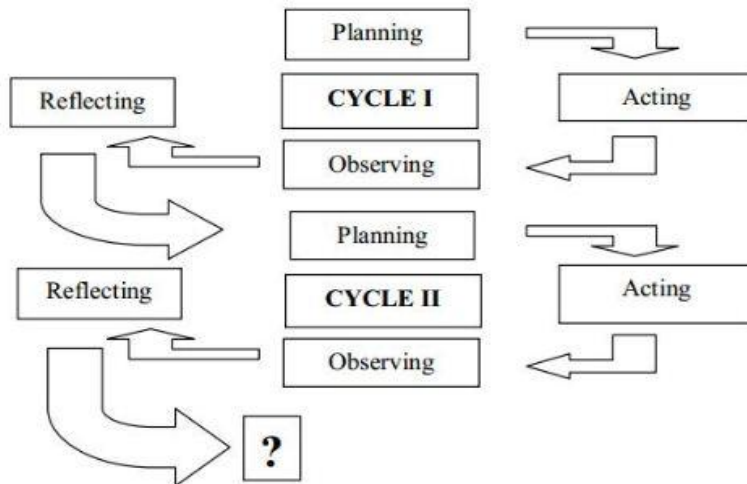 Planning
Reflecting
CYCLE I
Acting
Observing
Planning
Reflecting
CYCLE II
Acting
Observing
?